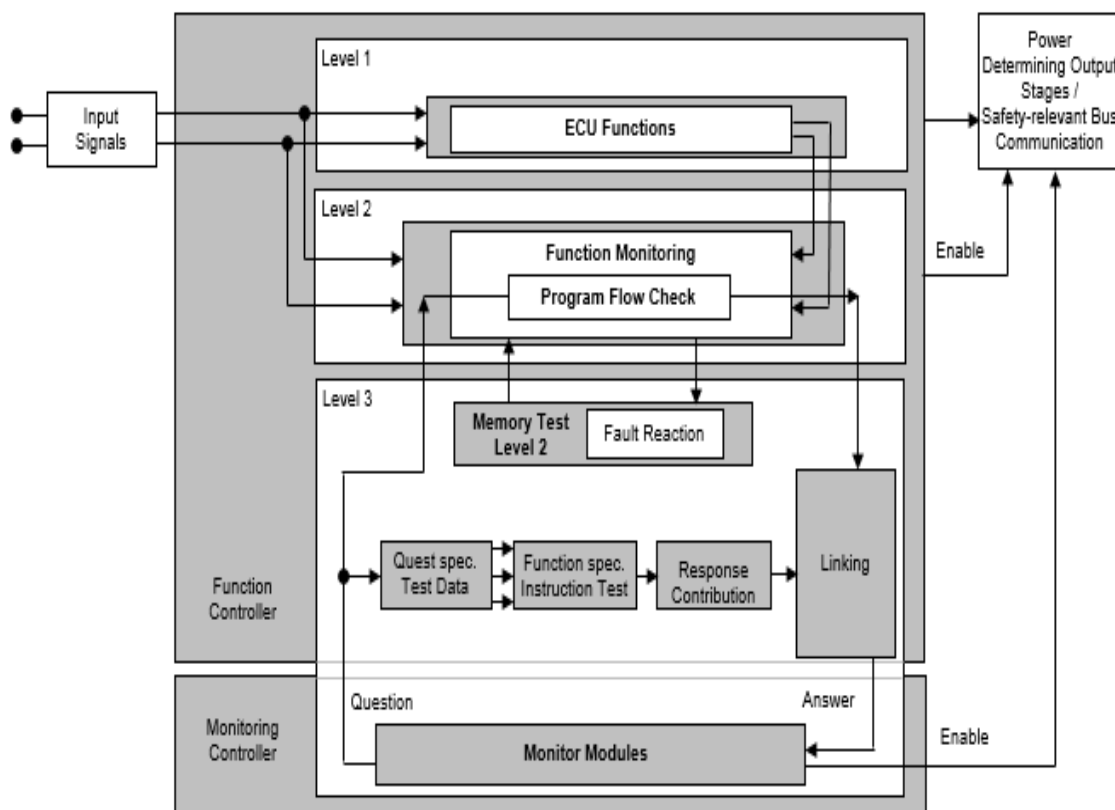 Level 1
Power
Determining Output
Stages /
Safety-relevant Bus
Communication
Input
Signals
ECU Functions
Level 2
Function Monitoring
Program Flow Check
Enable
Level 3
Memory Test
Level 2
Fault Reaction
Quest spec.
Test Data
Function spec.
Instruction Test
Response
Contribution
Linking
Function
Controller
Question
Answer
Monitoring
Controller
Monitor Modules
Enable